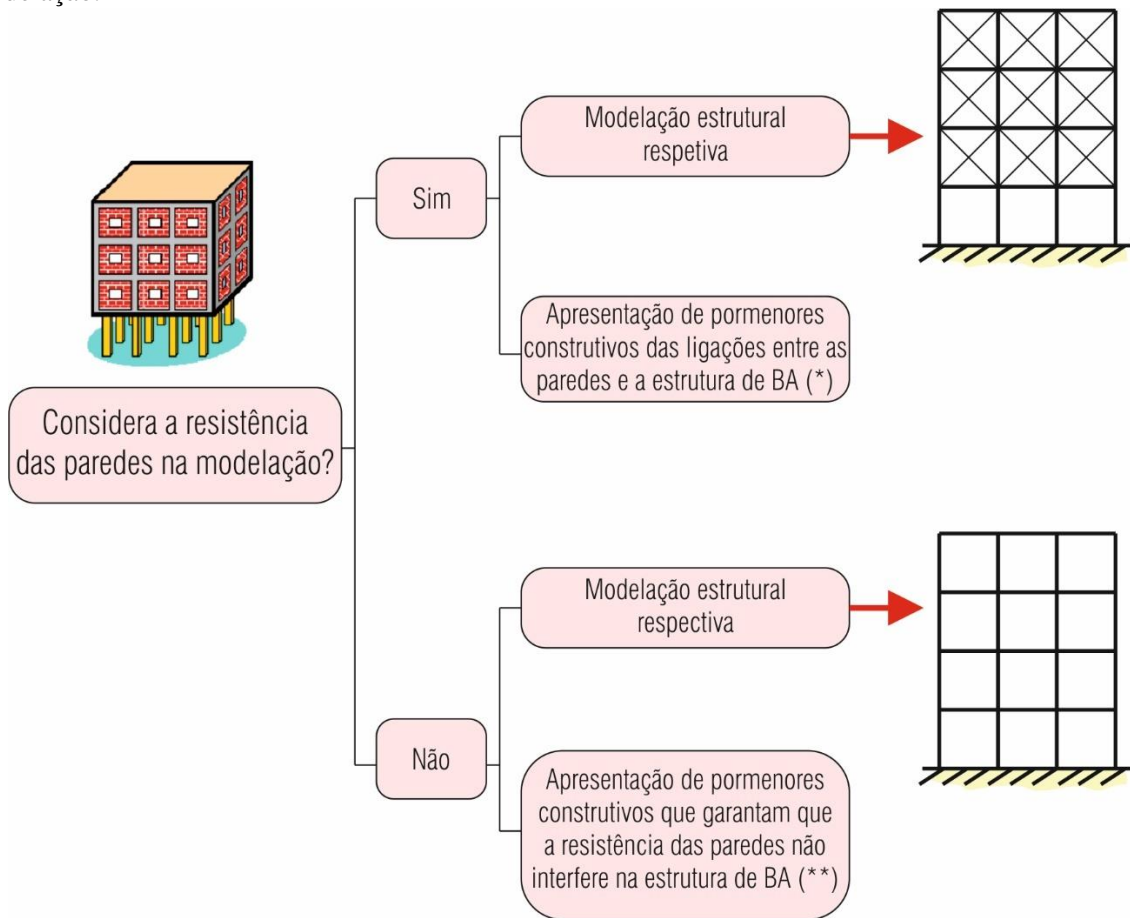 Considera a resistência
das paredes na modelação?
Sim
Modelação estrutural
respetiva
Apresentação de pormenores
construtivos das ligações entre as
paredes e a estrutura de BA (*)
Não
Modelação estrutural
respectiva
Apresentação de pormenores
construtivos que garantam que
a resistência das paredes não
interfere na estrutura de BA (**)